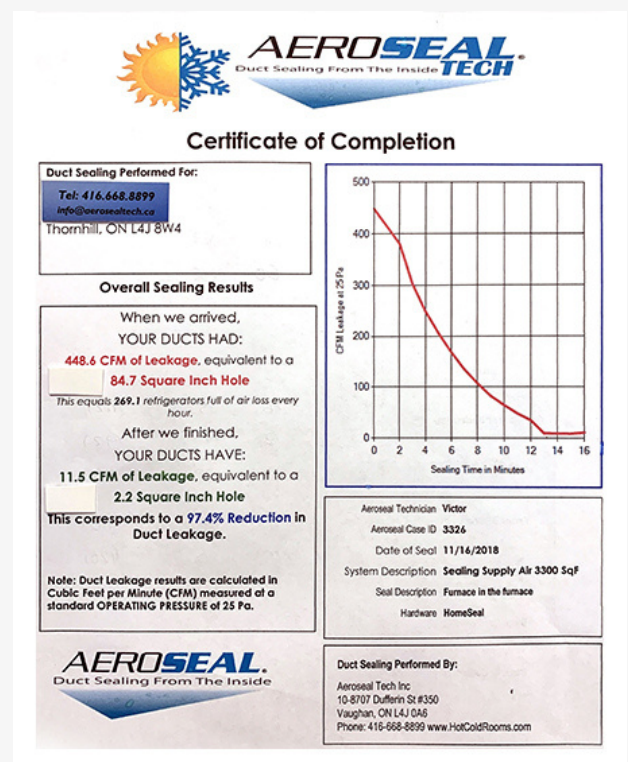 AEROSEAL
TECH
Duct Sealing From The Inside
Certificate of Completion
Duct Sealing Performed For:
Tel: 416.668.8899
info@aerosealtech.ca
Thornhill, ON L4J 8W4
Overall Sealing Results
When we arrived,
YOUR DUCTS HAD:
448.6 CFM of Leakage, equivalent to a
84.7 Square Inch Hole
This equals 269.1 refrigerators full of air loss every
hour.
After we finished,
YOUR DUCTS HAVE:
11.5 CFM of Leakage, equivalent to a
2.2 Square Inch Hole
This corresponds to a 97.4% Reduction in
Duct Leakage.
Note: Duct Leakage results are calculated in
Cubic Feet per Minute (CFM) measured at a
standard OPERATING PRESSURE of 25 Pa.
AEROSEAL.
Duct Sealing From The Inside
500
400
300
200
100
0
CFM Leakage at 25 Pa
0 2 4 6 8 10 12 14 16
Sealing Time in Minutes
Aeroseal Technician Victor
Aeroseal Case ID 3326
Date of Seal 11/16/2018
System Description Sealing Supply Air 3300 SqF
Seal Description Furnace in the furnace
Hardware HomeSeal
Duct Sealing Performed By:
Aeroseal Tech Inc
10-8707 Dufferin St #350
Vaughan, ON L4J 0A6
Phone: 416-668-8899 www.HotColdRooms.com